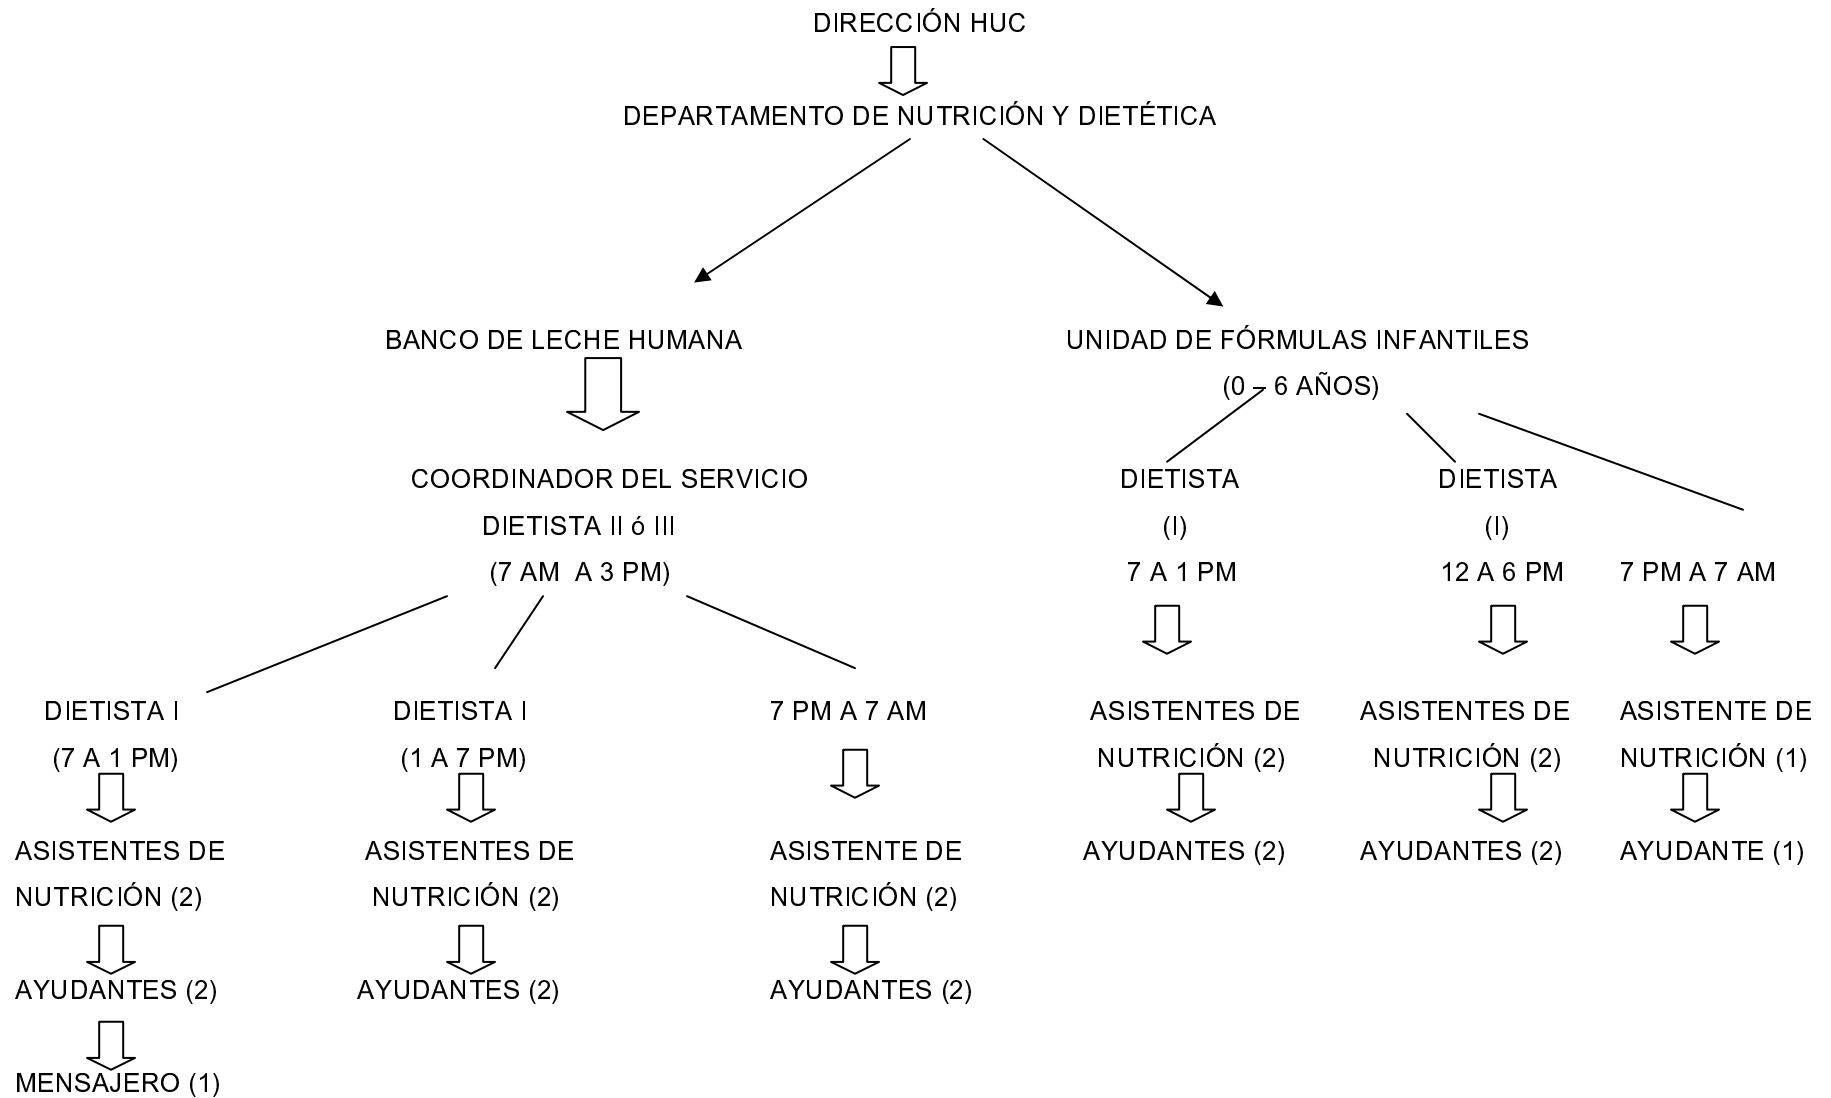 DIRECCIÓN HUC
DEPARTAMENTO DE NUTRICIÓN Y DIETÉTICA
BANCO DE LECHE HUMANA
UNIDAD DE FÓRMULAS INFANTILES
(0 – 6 AÑOS)
COORDINADOR DEL SERVICIO
DIETISTA II ó III
(7 AM  A 3 PM)
DIETISTA I
(7 A 1 PM)
ASISTENTES DE
NUTRICIÓN (2)
AYUDANTES (2)
MENSAJERO (1)
DIETISTA I
(1 A 7 PM)
ASISTENTES DE
NUTRICIÓN (2)
AYUDANTES (2)
7 PM A 7 AM
ASISTENTE DE
NUTRICIÓN (2)
AYUDANTES (2)
DIETISTA
(I)
7 A 1 PM
ASISTENTES DE
NUTRICIÓN (2)
AYUDANTES (2)
DIETISTA
(I)
12 A 6 PM
ASISTENTES DE
NUTRICIÓN (2)
AYUDANTES (2)
7 PM A 7 AM
ASISTENTE DE
NUTRICIÓN (1)
AYUDANTE (1)